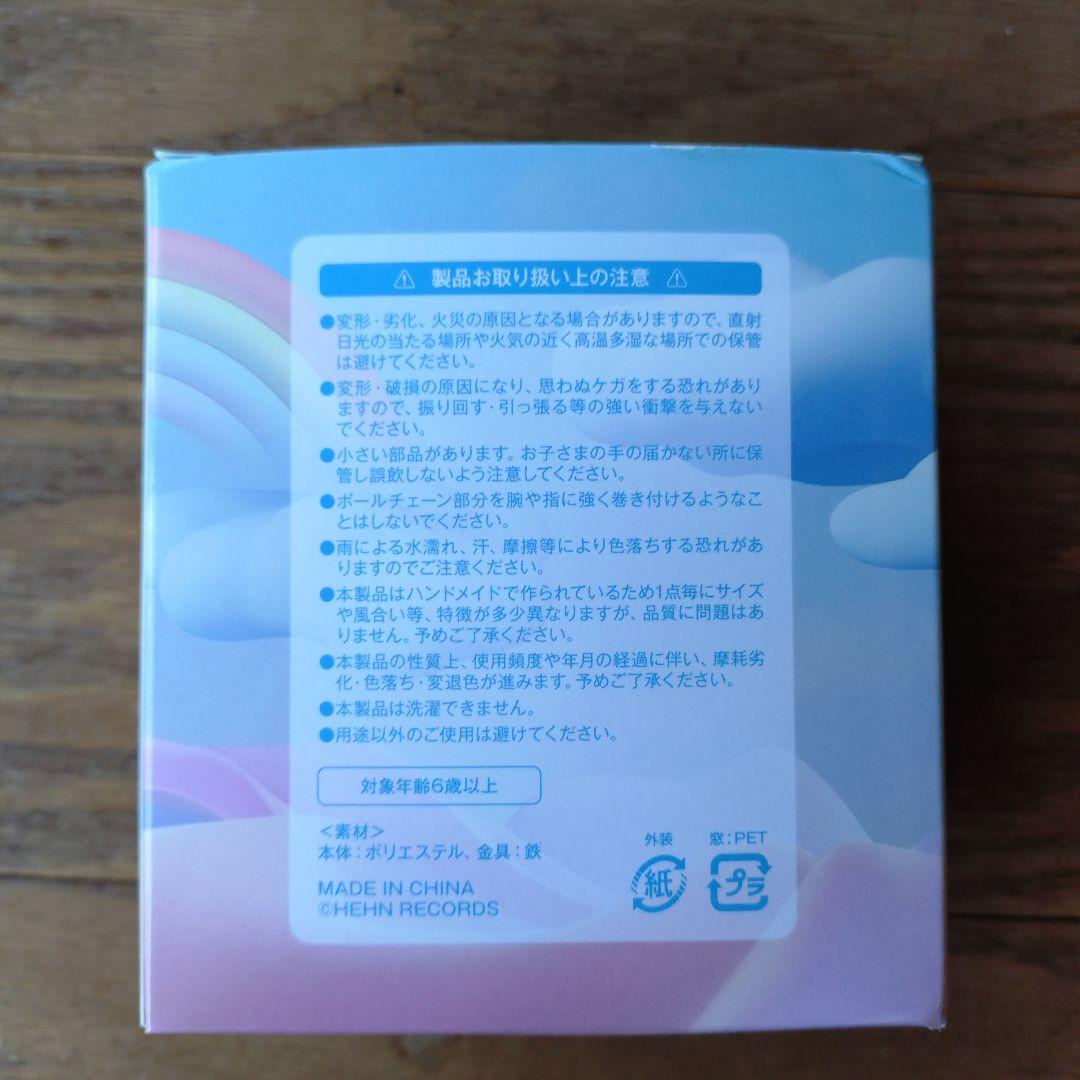 ⚠ 製品お取り扱い上の注意 ⚠
●変形・劣化、火災の原因となる場合がありますので、直射
日光の当たる場所や火気の近く高温多湿な場所での保管
は避けてください。
●変形・破損の原因になり、思わぬケガをする恐れがあり
ますので、振り回す・引っ張る等の強い衝撃を与えない
でください。
●小さい部品があります。お子さまの手の届かない所に保
管し誤飲しないよう注意してください。
●ボールチェーン部分を腕や指に強く巻き付けるようなこ
とはしないでください。
●雨による水濡れ、汗、摩擦等により色落ちする恐れがあ
りますのでご注意ください。
●本製品はハンドメイドで作られているため1点毎にサイズ
や風合い等、特徴が多少異なりますが、品質に問題はあ
りません。予めご了承ください。
●本製品の性質上、使用頻度や年月の経過に伴い、摩耗劣
化・色落ち・変退色が進みます。予めご了承ください。
●本製品は洗濯できません。
●用途以外のご使用は避けてください。
対象年齢6歳以上
＜素材＞
本体：ポリエステル、金具：鉄
MADE IN CHINA
©HEHN RECORDS
外装
紙
窓：PET
プラ